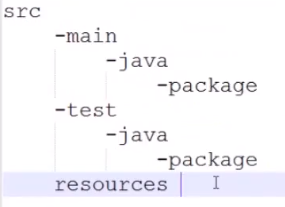 src
-main
-java
-package
-test
-java
-package
resources